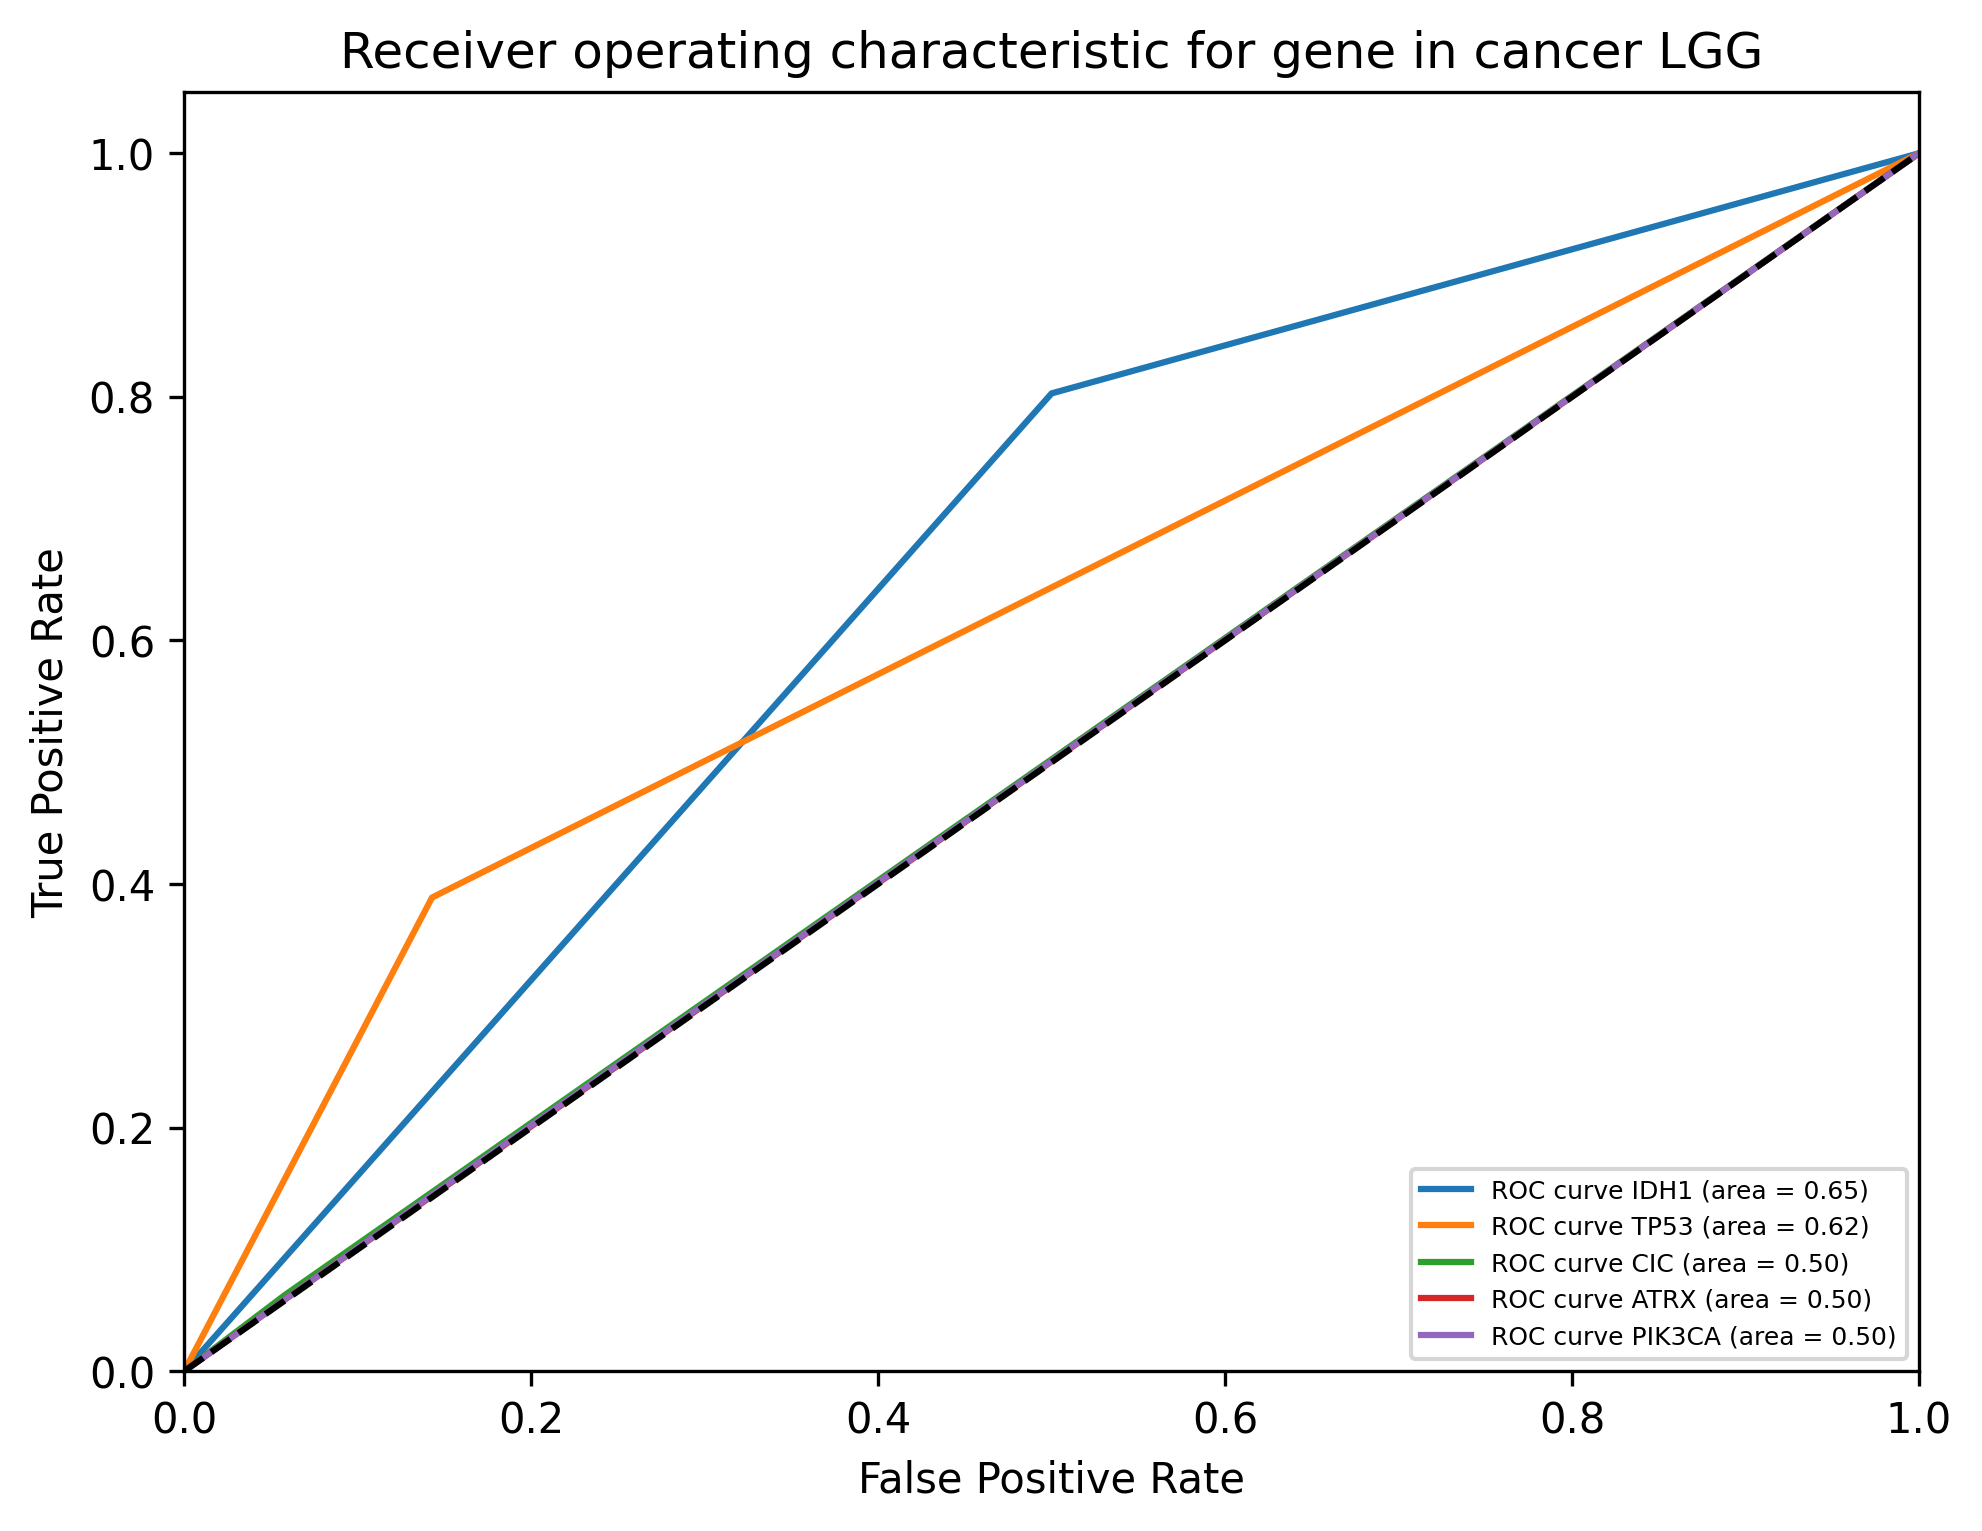 Receiver operating characteristic for gene in cancer LGG
1.0
0.8
0.6
0.4
0.2
0.0
True Positive Rate
0.0 0.2 0.4 0.6 0.8 1.0
False Positive Rate
ROC curve IDH1 (area = 0.65)
ROC curve TP53 (area = 0.62)
ROC curve CIC (area = 0.50)
ROC curve ATRX (area = 0.50)
ROC curve PIK3CA (area = 0.50)